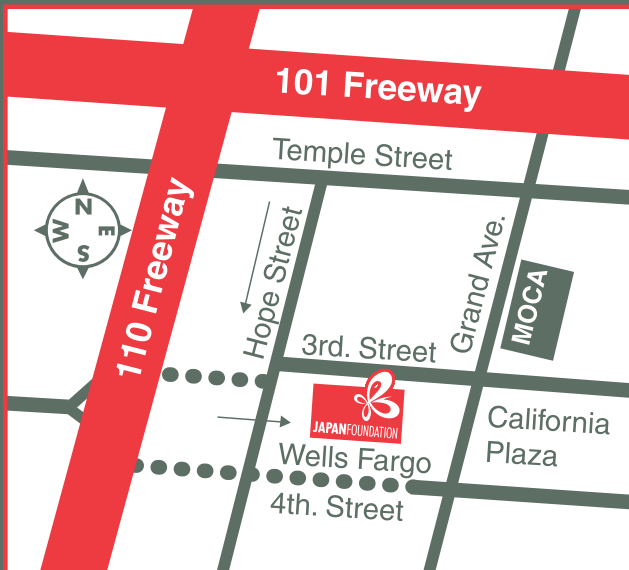 101 Freeway
Temple Street
N
W
E
S
110 Freeway
Hope Street
Grand Ave.
MOCA
3rd. Street
JAPANFOUNDATION
California
Plaza
Wells Fargo
4th. Street